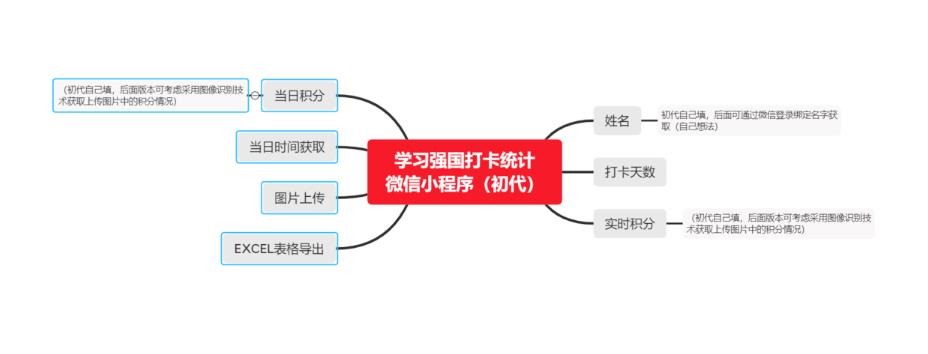 学习强国打卡统计
微信小程序（初代）
姓名
初代自己填，后面可通过微信登录绑定名字获
取（自己想法）
打卡天数
实时积分
（初代自己填，后面版本可考虑采用图像识别技
术获取上传图片中的积分情况）
当日积分
（初代自己填，后面版本可考虑采用图像识别技
术获取上传图片中的积分情况）
当日时间获取
图片上传
EXCEL表格导出